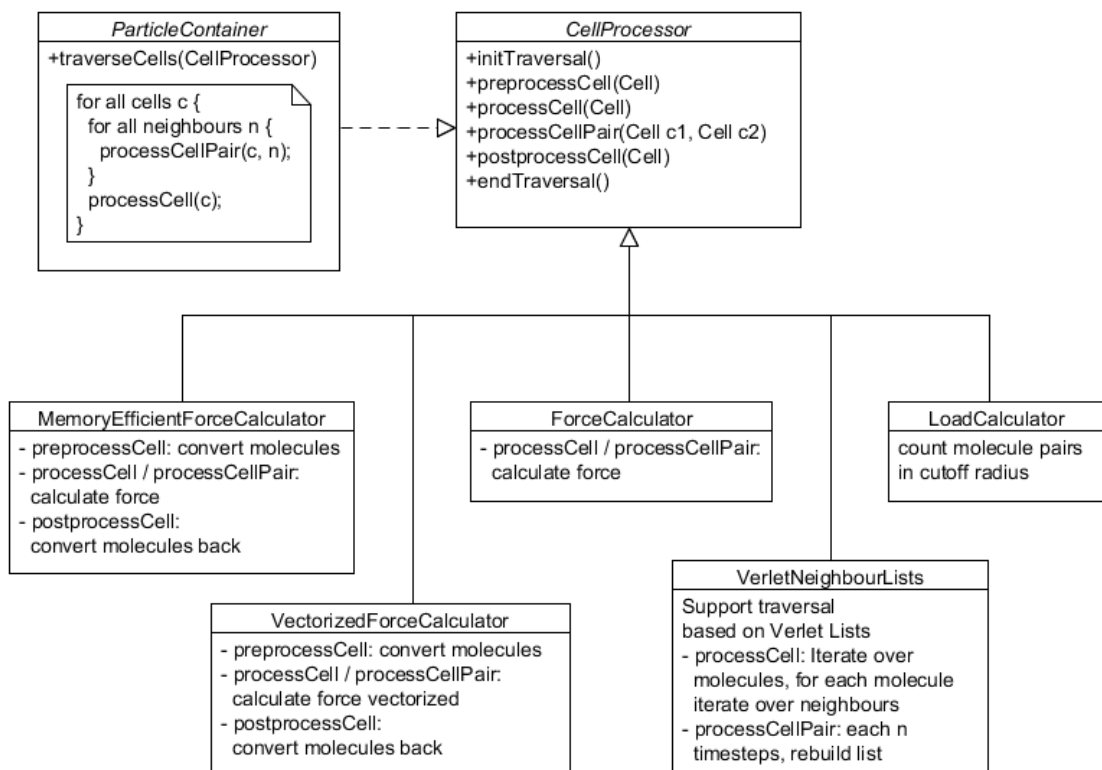 ParticleContainer
+traverseCells(CellProcessor)
for all cells c {
for all neighbours n {
processCellPair(c, n);
}
processCell(c);
}
CellProcessor
+initTraversal()
+preprocessCell(Cell)
+processCell(Cell)
+processCellPair(Cell c1, Cell c2)
+postprocessCell(Cell)
+endTraversal()
MemoryEfficientForceCalculator
- preprocessCell: convert molecules
- processCell / processCellPair:
calculate force
- postprocessCell:
convert molecules back
ForceCalculator
- processCell / processCellPair:
calculate force
LoadCalculator
count molecule pairs
in cutoff radius
VectorizedForceCalculator
- preprocessCell: convert molecules
- processCell / processCellPair:
calculate force vectorized
- postprocessCell:
convert molecules back
VerletNeighbourLists
Support traversal
based on Verlet Lists
- processCell: Iterate over
molecules, for each molecule
iterate over neighbours
- processCellPair: each n
timesteps, rebuild list